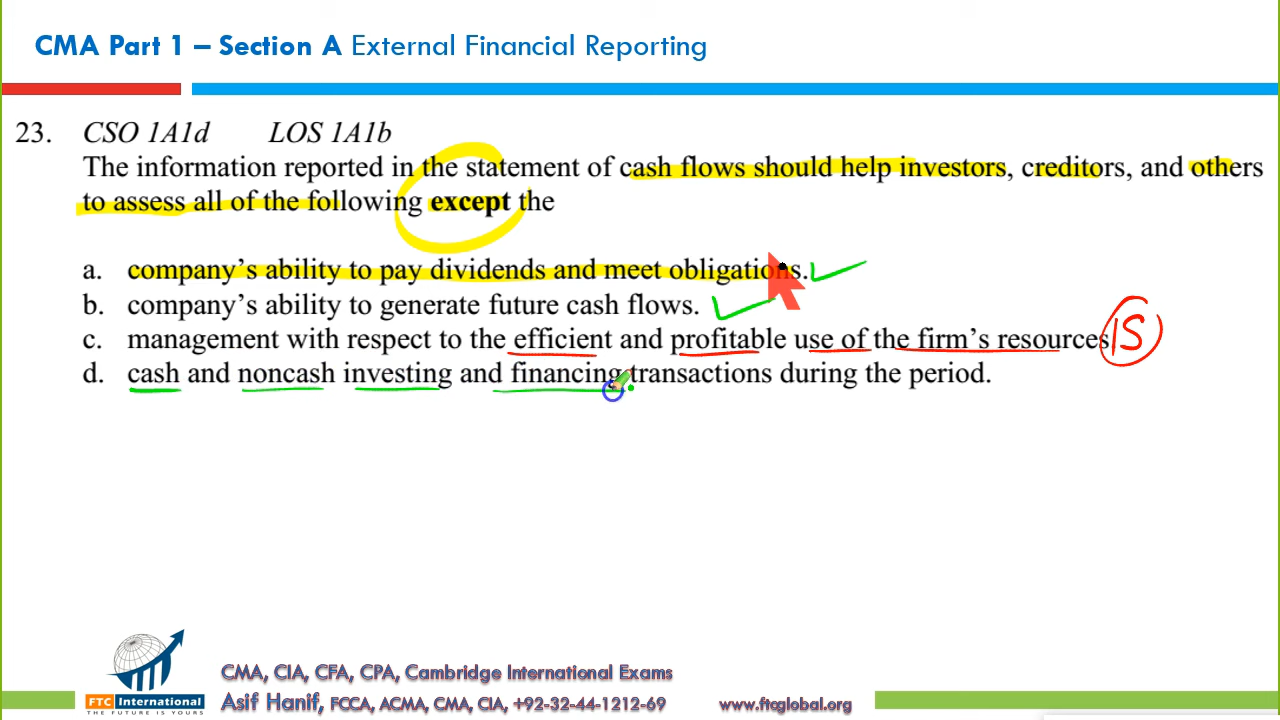 CMA Part 1 – Section A External Financial Reporting
23. CSO 1A1d LOS 1A1b
The information reported in the statement of cash flows should help investors, creditors, and others
to assess all of the following except the
a. company's ability to pay dividends and meet obligations.
b. company's ability to generate future cash flows.
c. management with respect to the efficient and profitable use of the firm's resources IS
d. cash and noncash investing and financing transactions during the period.
FTC International
THE FUTURE IS YOURS
CMA, CIA, CFA, CPA, Cambridge International Exams
Asif Hanif, FCCA, ACMA, CMA, CIA, +92-32-44-1212-69 www.ftcglobal.org